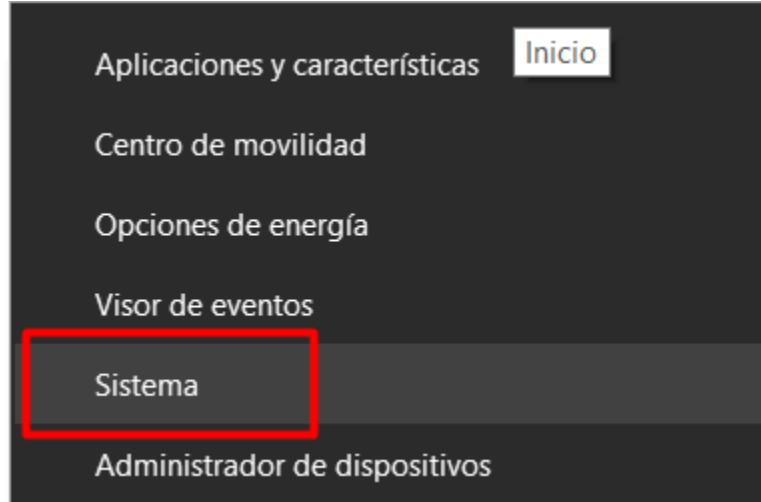 Aplicaciones y características
Inicio
Centro de movilidad
Opciones de energía
Visor de eventos
Sistema
Administrador de dispositivos